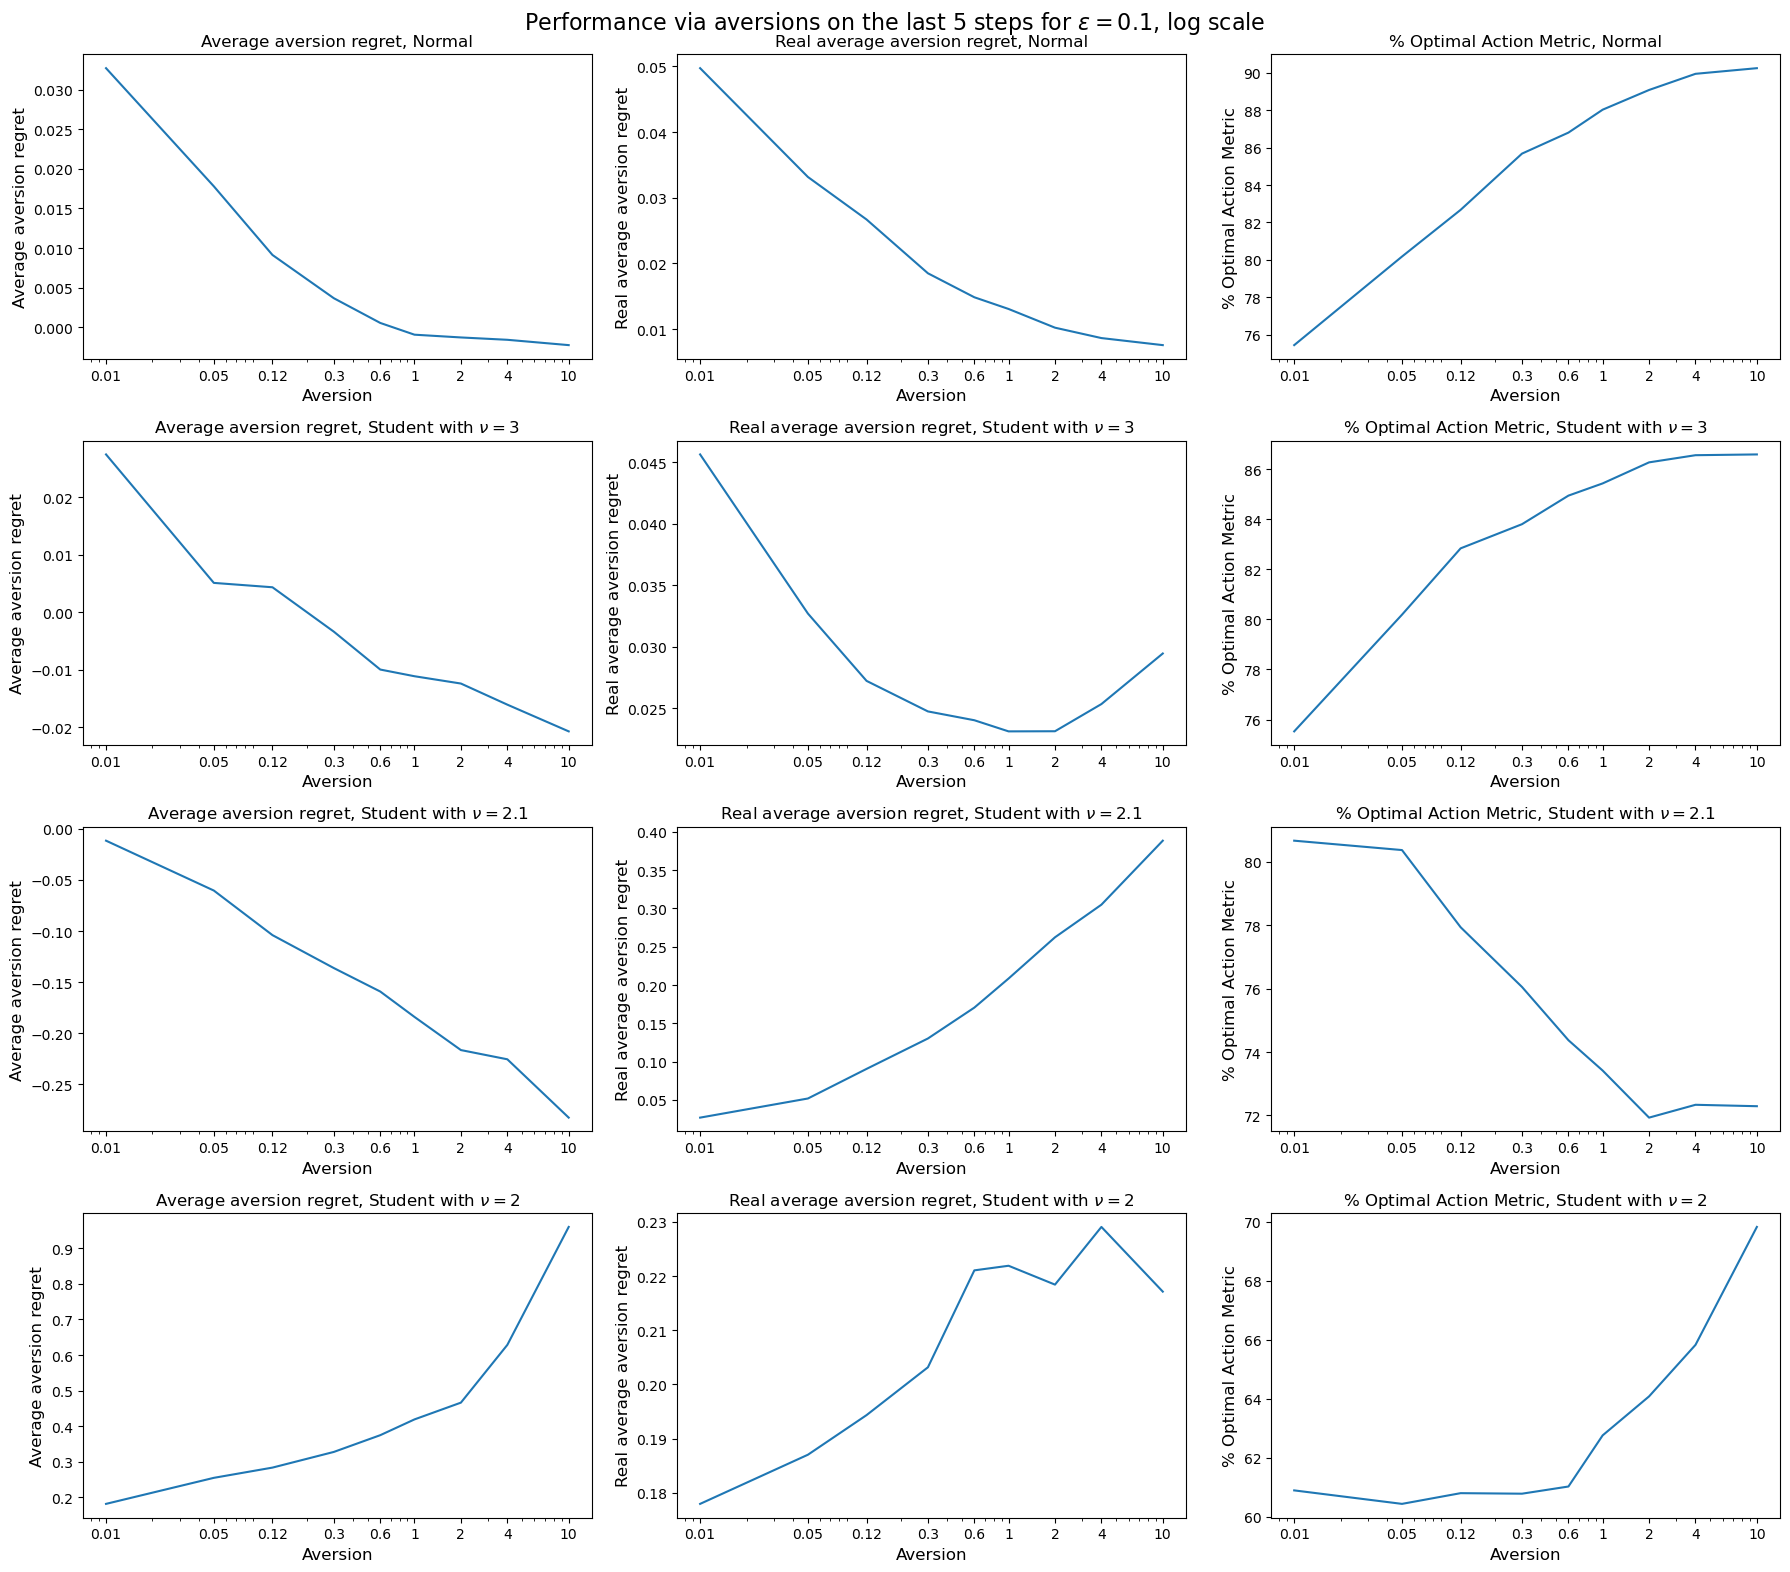 Performance via aversions on the last 5 steps for ε = 0.1, log scale
Average aversion regret, Normal
Average aversion regret
0.030
0.025
0.020
0.015
0.010
0.005
0.000
0.01 0.05 0.12 0.3 0.6 1 2 4 10
Aversion
Real average aversion regret, Normal
Real average aversion regret
0.05
0.04
0.03
0.02
0.01
0.01 0.05 0.12 0.3 0.6 1 2 4 10
Aversion
% Optimal Action Metric, Normal
% Optimal Action Metric
90
88
86
84
82
80
78
76
0.01 0.05 0.12 0.3 0.6 1 2 4 10
Aversion
Average aversion regret, Student with ν = 3
Average aversion regret
0.02
0.01
0.00
−0.01
−0.02
0.01 0.05 0.12 0.3 0.6 1 2 4 10
Aversion
Real average aversion regret, Student with ν = 3
Real average aversion regret
0.045
0.040
0.035
0.030
0.025
0.01 0.05 0.12 0.3 0.6 1 2 4 10
Aversion
% Optimal Action Metric, Student with ν = 3
% Optimal Action Metric
86
84
82
80
78
76
0.01 0.05 0.12 0.3 0.6 1 2 4 10
Aversion
Average aversion regret, Student with ν = 2.1
Average aversion regret
0.00
−0.05
−0.10
−0.15
−0.20
−0.25
0.01 0.05 0.12 0.3 0.6 1 2 4 10
Aversion
Real average aversion regret, Student with ν = 2.1
Real average aversion regret
0.40
0.35
0.30
0.25
0.20
0.15
0.10
0.05
0.01 0.05 0.12 0.3 0.6 1 2 4 10
Aversion
% Optimal Action Metric, Student with ν = 2.1
% Optimal Action Metric
80
78
76
74
72
0.01 0.05 0.12 0.3 0.6 1 2 4 10
Aversion
Average aversion regret, Student with ν = 2
Average aversion regret
0.9
0.8
0.7
0.6
0.5
0.4
0.3
0.2
0.01 0.05 0.12 0.3 0.6 1 2 4 10
Aversion
Real average aversion regret, Student with ν = 2
Real average aversion regret
0.23
0.22
0.21
0.20
0.19
0.18
0.01 0.05 0.12 0.3 0.6 1 2 4 10
Aversion
% Optimal Action Metric, Student with ν = 2
% Optimal Action Metric
70
68
66
64
62
60
0.01 0.05 0.12 0.3 0.6 1 2 4 10
Aversion